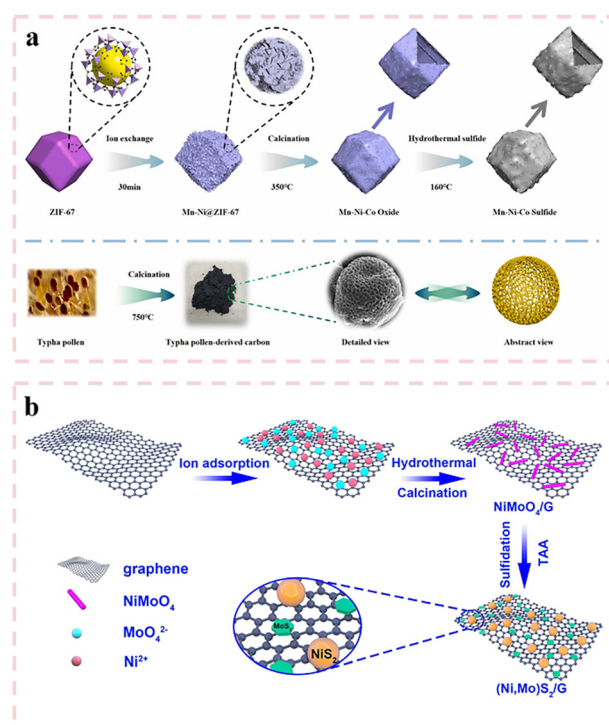 a
Ion exchange
Calcination
Hydrothermal sulfide
30min
350℃
160℃
ZIF-67
Mn-Ni@ZIF-67
Mn-Ni-Co Oxide
Mn-Ni-Co Sulfide
Calcination
750℃
Typha pollen
Typha pollen-derived carbon
Detailed view
Abstract view
b
Ion adsorption
Hydrothermal
Calcination
NiMoO₄/G
Sulfidation
TAA
graphene
NiMoO₄
MoO₄²⁻
Ni²⁺
MoS
NiS₂
(Ni,Mo)S₂/G